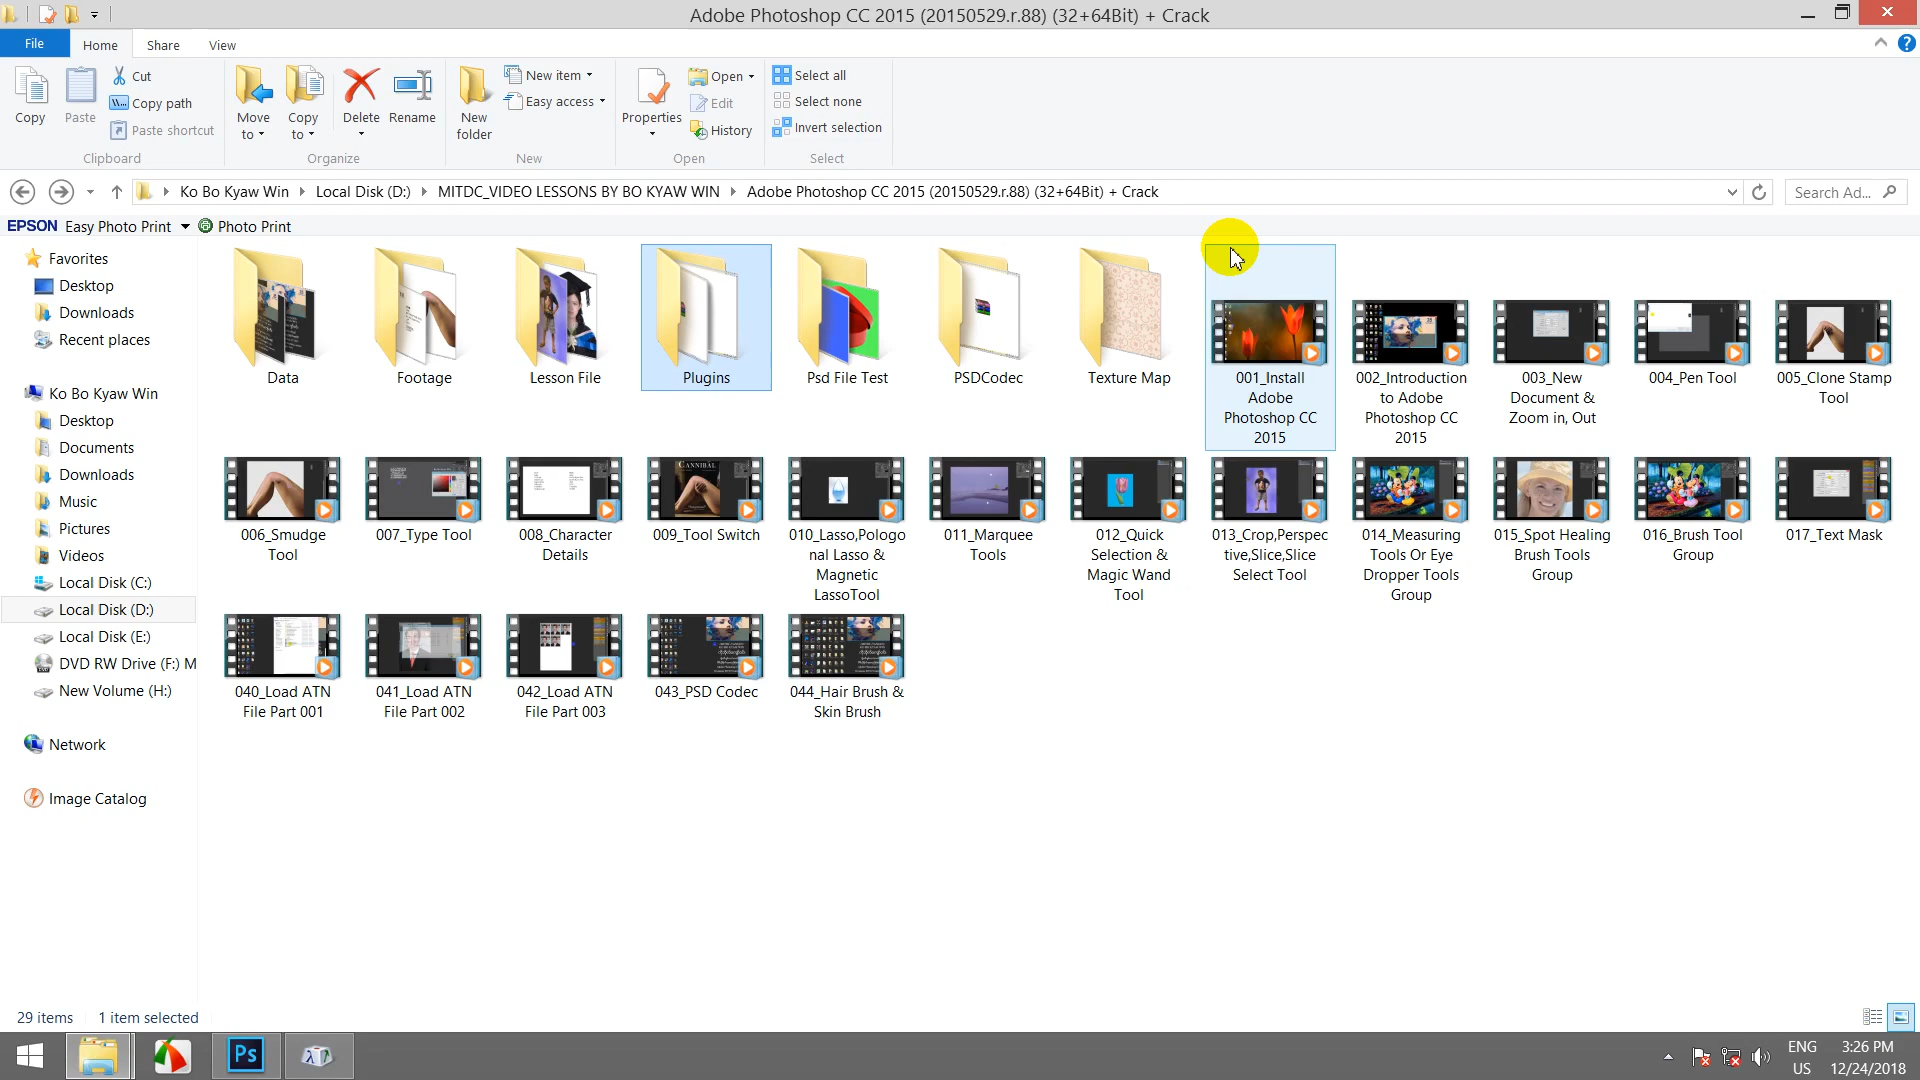 Adobe Photoshop CC 2015 (20150529.r.88) (32+64Bit) + Crack
File Home Share View
Copy
Paste
Cut
Copy path
Paste shortcut
Clipboard
Move to
Copy to
Delete
Rename
Organize
New folder
New item
Easy access
New
Properties
Open
Edit
History
Open
Select all
Select none
Invert selection
Select
Ko Bo Kyaw Win Local Disk (D:) MITDC_VIDEO LESSONS BY BO KYAW WIN Adobe Photoshop CC 2015 (20150529.r.88) (32+64Bit) + Crack
Search Ad...
EPSON Easy Photo Print Photo Print
Favorites
Desktop
Downloads
Recent places
Ko Bo Kyaw Win
Desktop
Documents
Downloads
Music
Pictures
Videos
Local Disk (C:)
Local Disk (D:)
Local Disk (E:)
DVD RW Drive (F:) M
New Volume (H:)
Network
Image Catalog
Data
Footage
Lesson File
Plugins
Psd File Test
PSDCodec
Texture Map
001_Install
Adobe
Photoshop CC
2015
002_Introduction
to Adobe
Photoshop CC
2015
003_New
Document &
Zoom in, Out
004_Pen Tool
005_Clone Stamp
Tool
006_Smudge
Tool
007_Type Tool
008_Character
Details
CANNIBAL
009_Tool Switch
010_Lasso,Pologo
nal Lasso &
Magnetic
LassoTool
011_Marquee
Tools
012_Quick
Selection &
Magic Wand
Tool
013_Crop,Perspec
tive,Slice,Slice
Select Tool
014_Measuring
Tools Or Eye
Dropper Tools
Group
015_Spot Healing
Brush Tools
Group
016_Brush Tool
Group
017_Text Mask
040_Load ATN
File Part 001
041_Load ATN
File Part 002
042_Load ATN
File Part 003
043_PSD Codec
044_Hair Brush &
Skin Brush
29 items 1 item selected
Ps
ENG
US
3:26 PM
12/24/2018